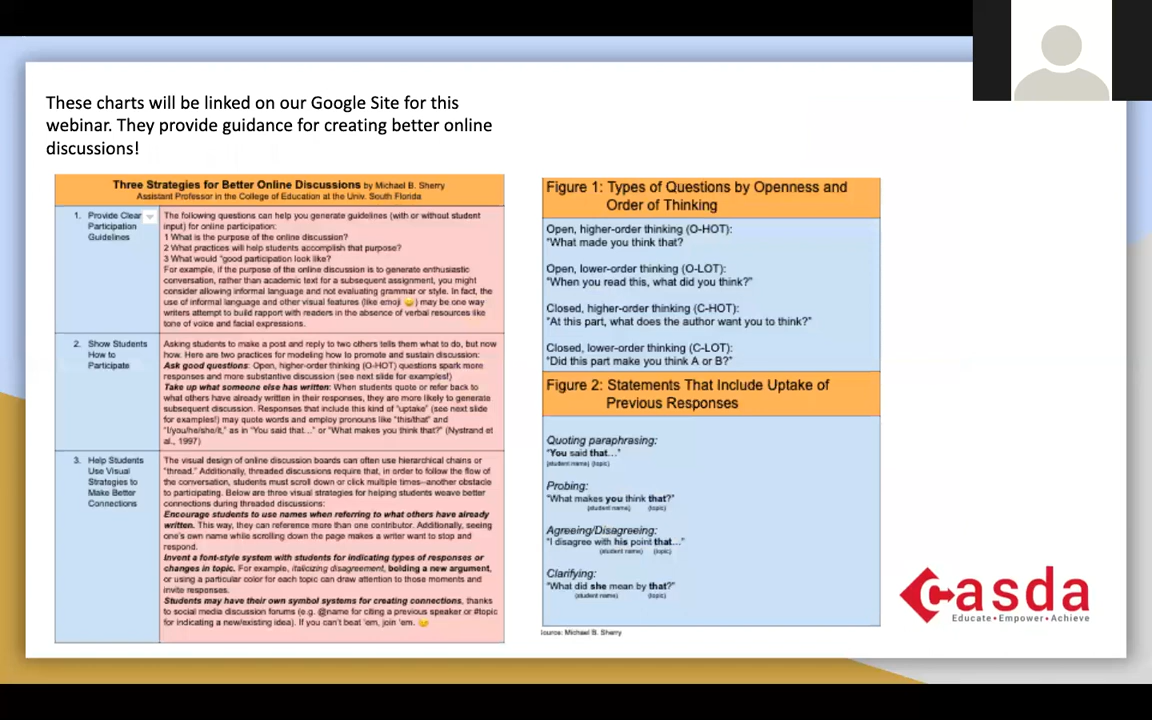 These charts will be linked on our Google Site for this
webinar. They provide guidance for creating better online
discussions!
Three Strategies for Better Online Discussions by Michael B. Sherry
Assistant Professor in the College of Education at the Univ. South Florida
1. Provide Clear
Participation
Guidelines
The following questions can help you generate guidelines (with or without student
input) for online participation:
1 What is the purpose of the online discussion?
2 What practices will help students accomplish that purpose?
3 What would "good participation look like?
For example, if the purpose of the online discussion is to generate enthusiastic
conversation, rather than academic text for a subsequent assignment, you might
consider allowing informal language and not evaluating grammar or style. In fact, the
use of informal language and other visual features (like emoji 😄) may be one way
writers attempt to build rapport with readers in the absence of verbal resources like
tone of voice and facial expressions.
2. Show Students
How to
Participate
Asking students to make a post and reply to two others tells them what to do, but now
how. Here are two practices for modeling how to promote and sustain discussion:
Ask good questions: Open, higher-order thinking (O-HOT) questions spark more
responses and more substantive discussion (see next slide for examples!)
Take up what someone else has written: When students quote or refer back to
what others have already written in their responses, they are more likely to generate
subsequent discussion. Responses that include this kind of "uptake" (see next slide
for examples!) may quote words and employ pronouns like "this/that" and
"I/you/he/she/it," as in "You said that..." or "What makes you think that?" (Nystrand et
al., 1997)
3. Help Students
Use Visual
Strategies to
Make Better
Connections
The visual design of online discussion boards can often use hierarchical chains or
"thread." Additionally, threaded discussions require that, in order to follow the flow of
the conversation, students must scroll down or click multiple times--another obstacle
to participating. Below are three visual strategies for helping students weave better
connections during threaded discussions:
Encourage students to use names when referring to what others have already
written. This way, they can reference more than one contributor. Additionally, seeing
one's own name while scrolling down the page makes a writer want to stop and
respond.
Invent a font-style system with students for indicating types of responses or
changes in topic. For example, italicizing disagreement, bolding a new argument,
or using a particular color for each topic can draw attention to those moments and
invite responses.
Students may have their own symbol systems for creating connections, thanks
to social media discussion forums (e.g. @name for citing a previous speaker or #topic
for indicating a new/existing idea). If you can't beat 'em, join 'em. 😉
Figure 1: Types of Questions by Openness and
Order of Thinking
Open, higher-order thinking (O-HOT):
"What made you think that?
Open, lower-order thinking (O-LOT):
"When you read this, what did you think?"
Closed, higher-order thinking (C-HOT):
"At this part, what does the author want you to think?"
Closed, lower-order thinking (C-LOT):
"Did this part make you think A or B?"
Figure 2: Statements That Include Uptake of
Previous Responses
Quoting paraphrasing:
"You said that..."
(student name) (topic)
Probing:
"What makes you think that?"
(student name) (topic)
Agreeing/Disagreeing:
"I disagree with his point that..."
(student name) (topic)
Clarifying:
"What did she mean by that?"
(student name) (topic)
Source: Michael B. Sherry
casda
Educate•Empower•Achieve